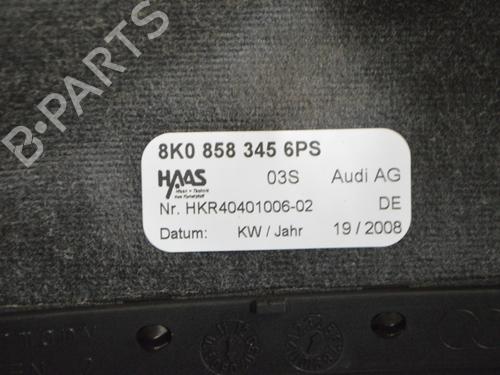 B-PARTS
8K0 858 345 6PS
HAAS 03S Audi AG
Nr. HKR40401006-02 DE
Datum: KW / Jahr 19 / 2008